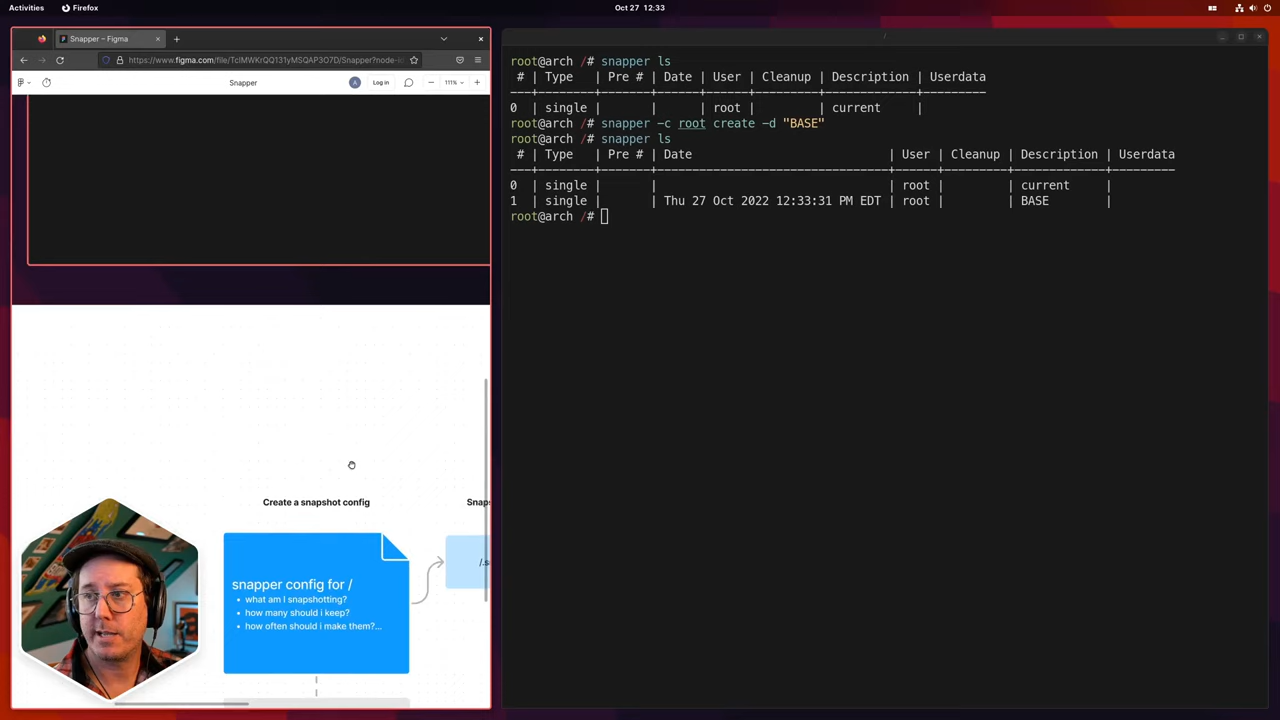 Activities
Firefox
Oct 27 12:33
Snapper – Figma
Snapper
Log in
111%
Create a snapshot config
Snaps
snapper config for /
• what am I snapshotting?
• how many should i keep?
• how often should i make them?...
/
root@arch /# snapper ls
# | Type | Pre # | Date | User | Cleanup | Description | Userdata
0 | single | | | root | | current |
root@arch /# snapper -c root create -d "BASE"
root@arch /# snapper ls
# | Type | Pre # | Date | User | Cleanup | Description | Userdata
0 | single | | | root | | current |
1 | single | | Thu 27 Oct 2022 12:33:31 PM EDT | root | | BASE |
root@arch /#